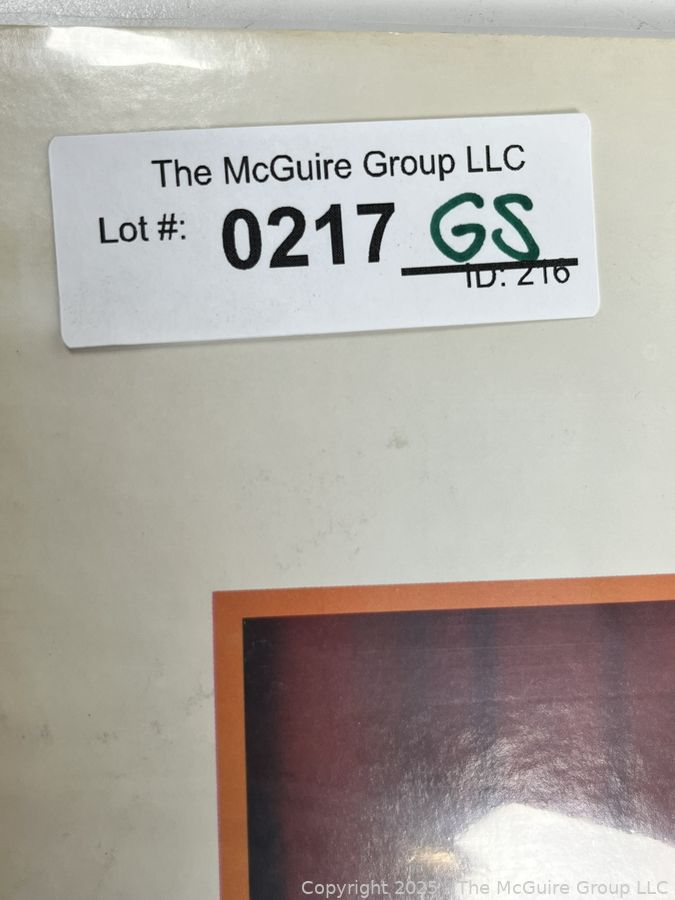 The McGuire Group LLC
Lot #: 0217 GS
ID: 216
Copyright 2025 The McGuire Group LLC